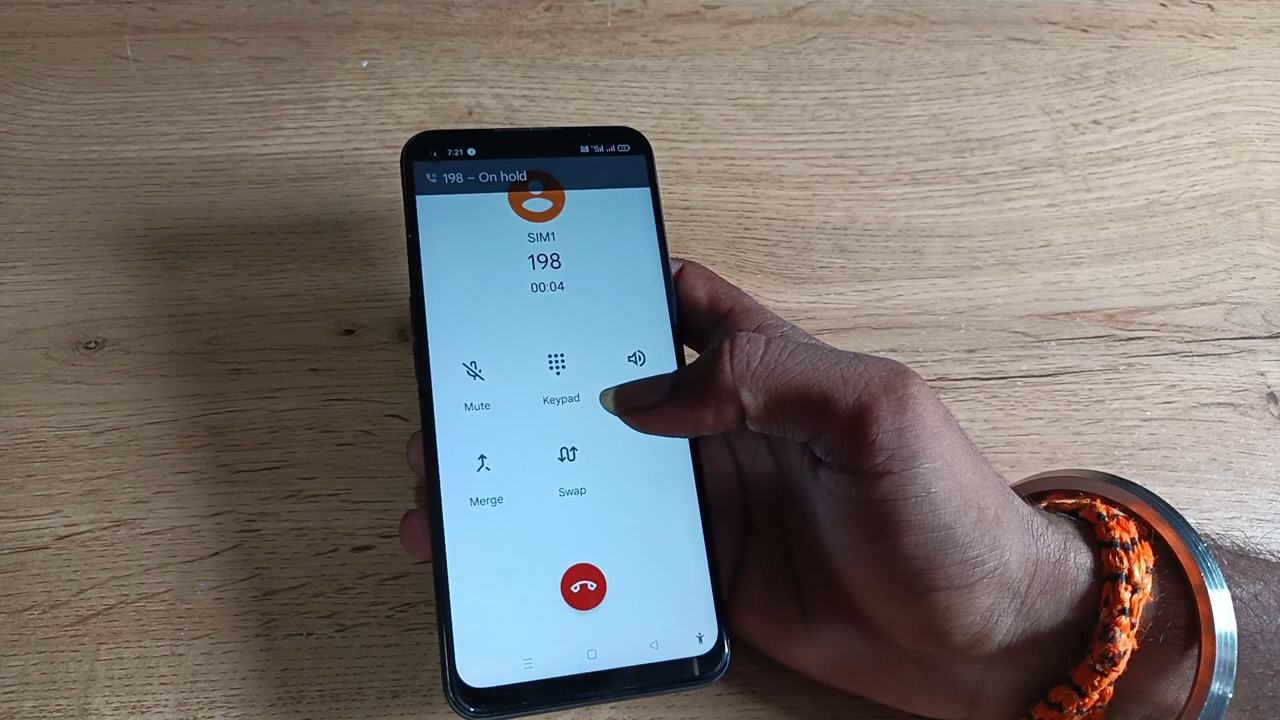 7:21
198 – On hold
SIM1
198
00:04
Mute
Keypad
Merge
Swap